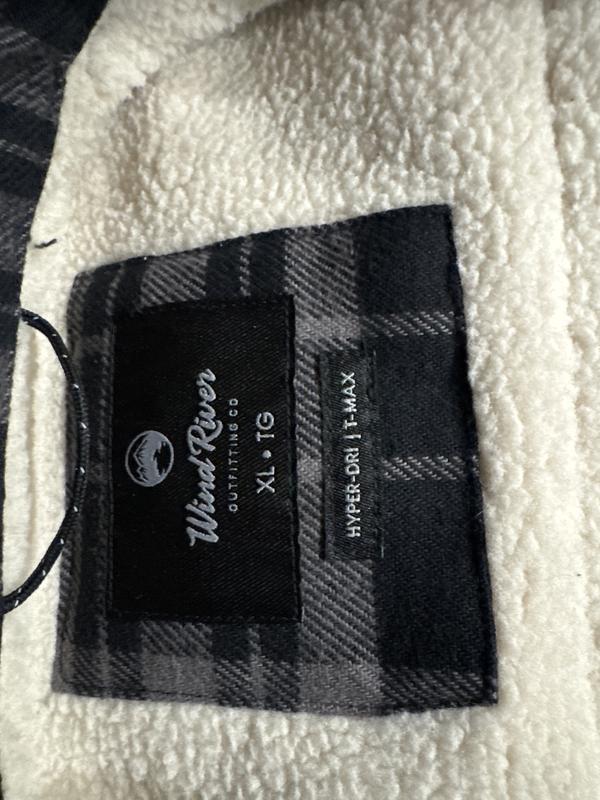 Wind River
OUTFITTING CO
XL • TG
HYPER-DRI | T-MAX